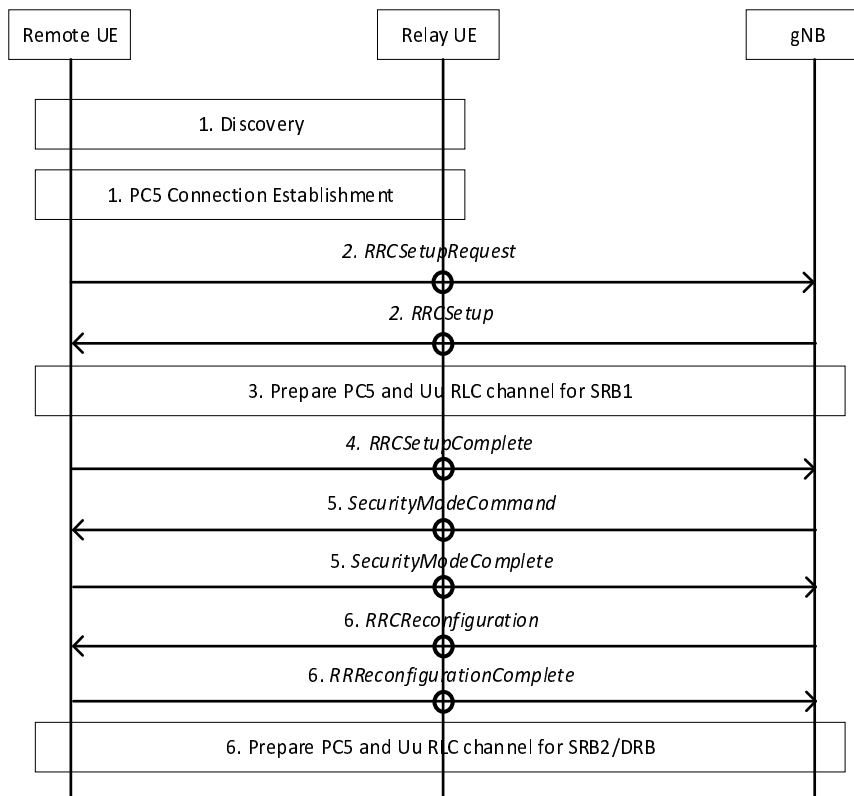 Remote UE
Relay UE
gNB
1. Discovery
1. PC5 Connection Establishment
2. RRCSetupRequest
2. RRCSetup
3. Prepare PC5 and Uu RLC channel for SRB1
4. RRCSetupComplete
5. SecurityModeCommand
5. SecurityModeComplete
6. RRCReconfiguration
6. RRReconfigurationComplete
6. Prepare PC5 and Uu RLC channel for SRB2/DRB